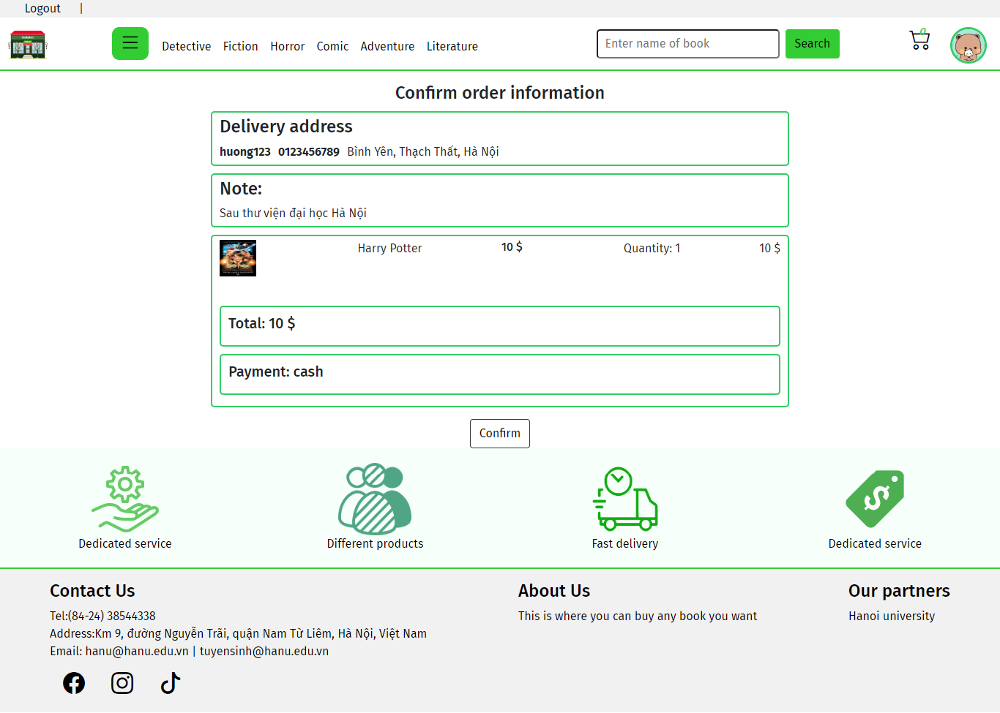 Logout |
Detective Fiction Horror Comic Adventure Literature Enter name of book Search 0
Confirm order information
Delivery address
huong123 0123456789 Bình Yên, Thạch Thất, Hà Nội
Note:
Sau thư viện đại học Hà Nội
Harry Potter 10 $ Quantity: 1 10 $
Total: 10 $
Payment: cash
Confirm
Dedicated service Different products Fast delivery Dedicated service
Contact Us
Tel:(84-24) 38544338
Address:Km 9, đường Nguyễn Trãi, quận Nam Từ Liêm, Hà Nội, Việt Nam
Email: hanu@hanu.edu.vn | tuyensinh@hanu.edu.vn
About Us
This is where you can buy any book you want
Our partners
Hanoi university